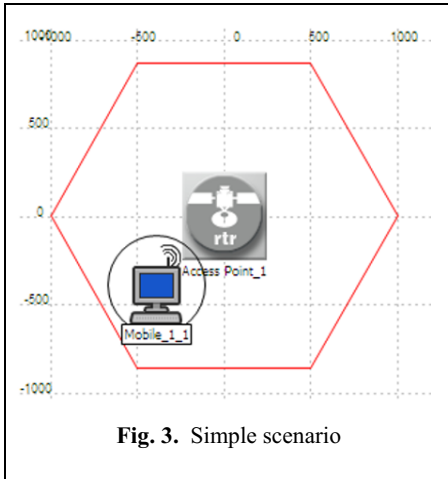 1000 -1000 -500 0 500 1000
500
0
rtr
Access Point_1
-500
Mobile_1_1
-1000
Fig. 3. Simple scenario